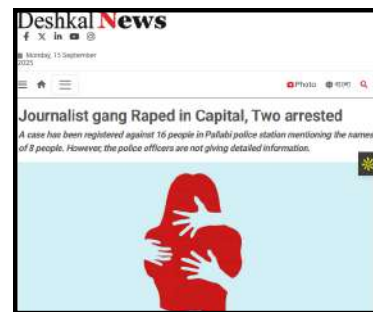 Deshkal News
Monday, 15 September
2025
Photo বাংলা
Journalist gang Raped in Capital, Two arrested
A case has been registered against 16 people in Pallabi police station mentioning the names
of 8 people. However, the police officers are not giving detailed information.